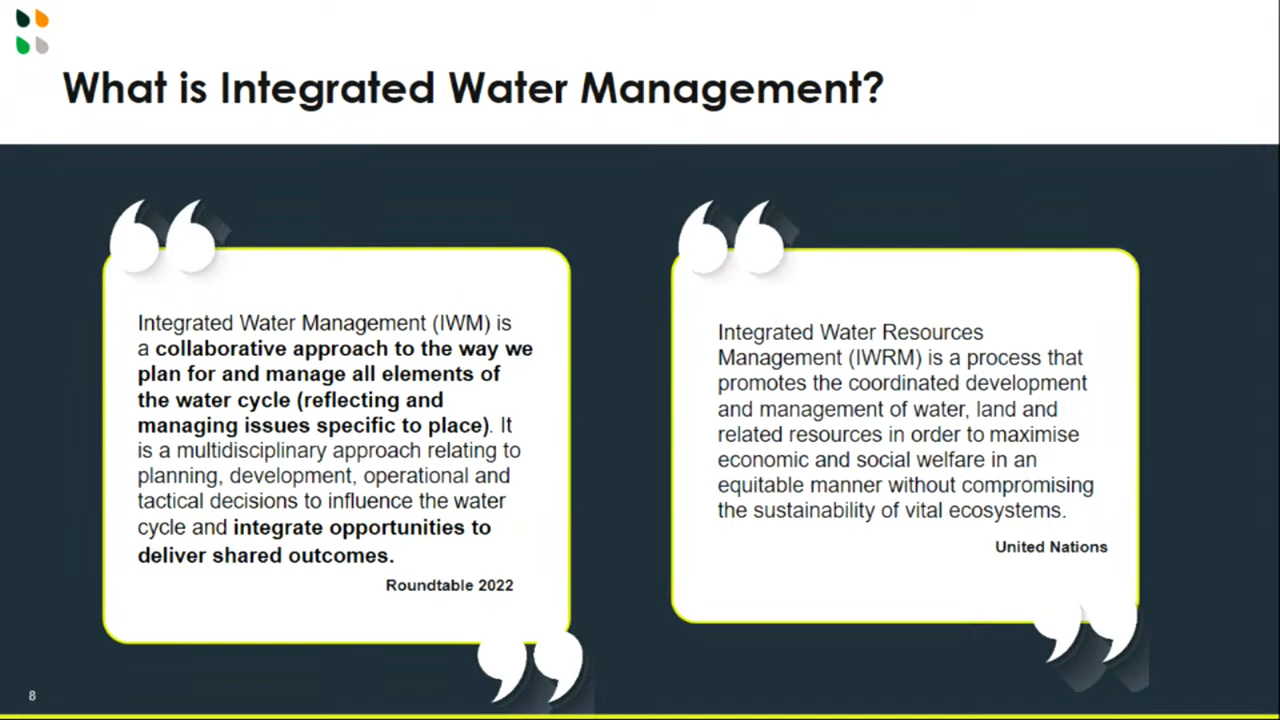 What is Integrated Water Management?
Integrated Water Management (IWM) is
a collaborative approach to the way we
plan for and manage all elements of
the water cycle (reflecting and
managing issues specific to place). It
is a multidisciplinary approach relating to
planning, development, operational and
tactical decisions to influence the water
cycle and integrate opportunities to
deliver shared outcomes.
Roundtable 2022
Integrated Water Resources
Management (IWRM) is a process that
promotes the coordinated development
and management of water, land and
related resources in order to maximise
economic and social welfare in an
equitable manner without compromising
the sustainability of vital ecosystems.
United Nations
8